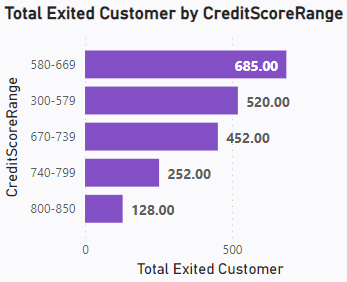 Total Exited Customer by CreditScoreRange
CreditScoreRange
580-669 685.00
300-579 520.00
670-739 452.00
740-799 252.00
800-850 128.00
0 500
Total Exited Customer